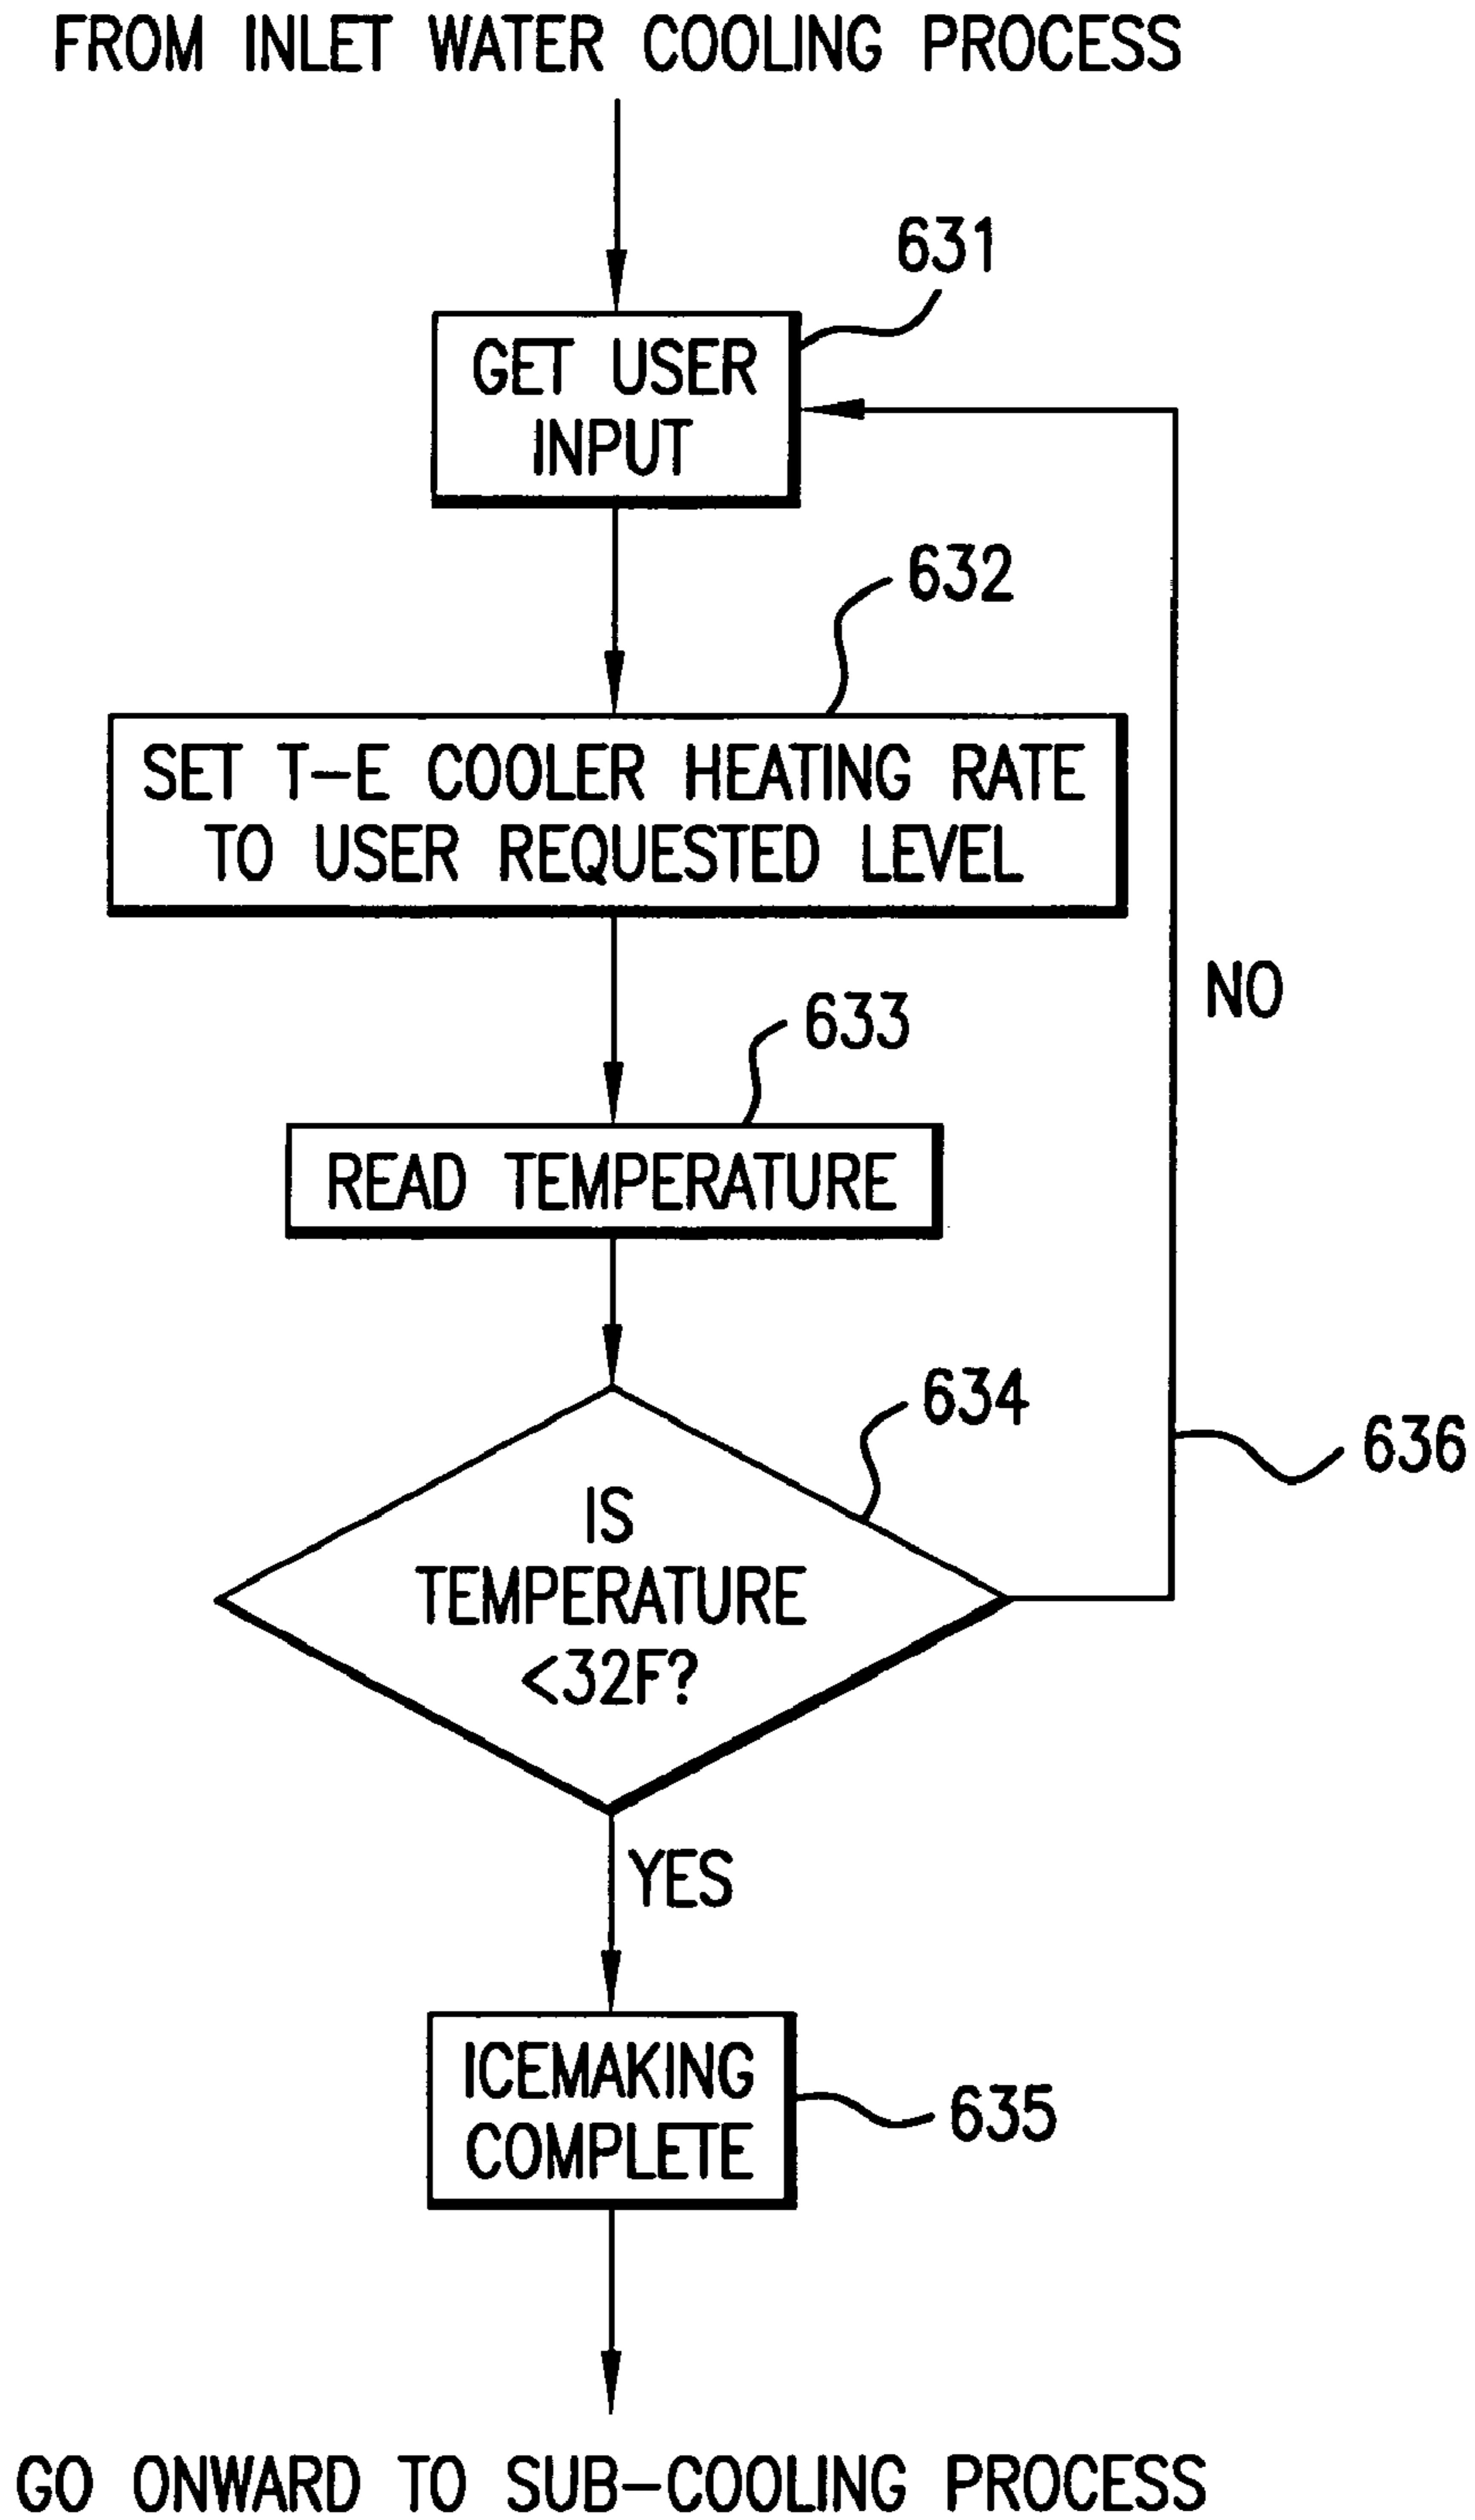 FROM INLET WATER COOLING PROCESS
631
GET USER
INPUT
632
SET T-E COOLER HEATING RATE
TO USER REQUESTED LEVEL
NO
633
READ TEMPERATURE
634
636
IS
TEMPERATURE
<32F?
YES
ICEMAKING
COMPLETE
635
GO ONWARD TO SUB-COOLING PROCESS